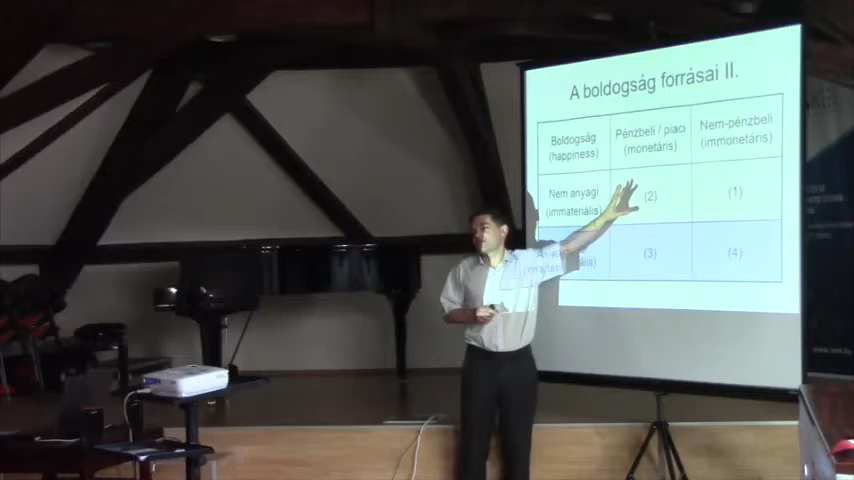 A boldogság forrásai II.
Boldogság
(happiness)
Pénzbeli / piaci
(monetáris)
Nem-pénzbeli
(immonetáris)
Nem anyagi
(immateriális)
(2)
(1)
(3)
(4)